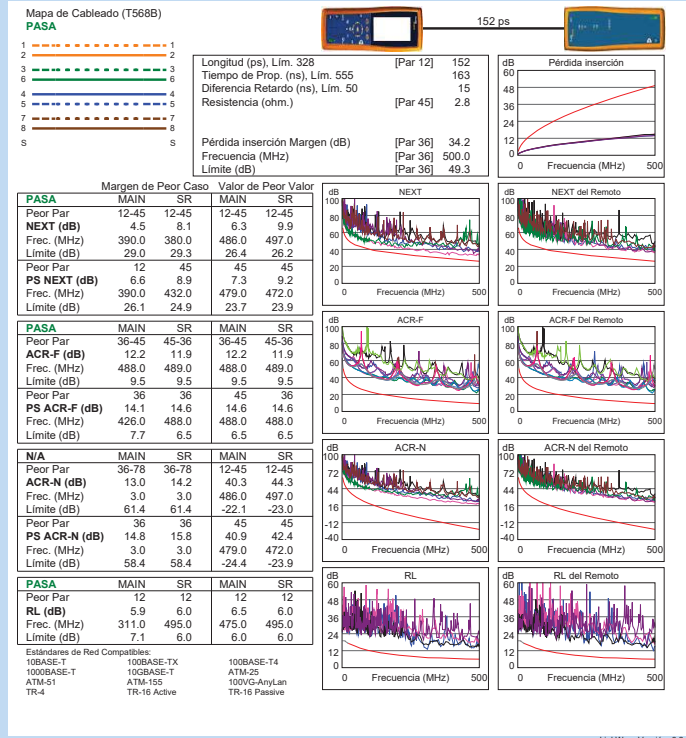 Mapa de Cableado (T568B)
PASA
1 1
2 2
3 3
6 6
4 4
5 5
7 7
8 8
S S
152 ps
Longitud (ps), Lím. 328 [Par 12] 152
Tiempo de Prop. (ns), Lím. 555 163
Diferencia Retardo (ns), Lím. 50 15
Resistencia (ohm.) [Par 45] 2.8
Pérdida inserción Margen (dB) [Par 36] 34.2
Frecuencia (MHz) [Par 36] 500.0
Límite (dB) [Par 36] 49.3
dB Pérdida inserción
60
48
36
24
12
0
0 Frecuencia (MHz) 500
Margen de Peor Caso Valor de Peor Valor
PASA MAIN SR MAIN SR
Peor Par 12-45 12-45 12-45 12-45
NEXT (dB) 4.5 8.1 6.3 9.9
Frec. (MHz) 390.0 380.0 486.0 497.0
Límite (dB) 29.0 29.3 26.4 26.2
Peor Par 12 45 45 45
PS NEXT (dB) 6.6 8.9 7.3 9.2
Frec. (MHz) 390.0 432.0 479.0 472.0
Límite (dB) 26.1 24.9 23.7 23.9
PASA MAIN SR MAIN SR
Peor Par 36-45 45-36 36-45 45-36
ACR-F (dB) 12.2 11.9 12.2 11.9
Frec. (MHz) 488.0 489.0 488.0 489.0
Límite (dB) 9.5 9.5 9.5 9.5
Peor Par 36 36 45 36
PS ACR-F (dB) 14.1 14.6 14.6 14.6
Frec. (MHz) 426.0 488.0 488.0 488.0
Límite (dB) 7.7 6.5 6.5 6.5
N/A MAIN SR MAIN SR
Peor Par 36-78 36-78 12-45 12-45
ACR-N (dB) 13.0 14.2 40.3 44.3
Frec. (MHz) 3.0 3.0 486.0 497.0
Límite (dB) 61.4 61.4 -22.1 -23.0
Peor Par 36 36 45 45
PS ACR-N (dB) 14.8 15.8 40.9 42.4
Frec. (MHz) 3.0 3.0 479.0 472.0
Límite (dB) 58.4 58.4 -24.4 -23.9
PASA MAIN SR MAIN SR
Peor Par 12 12 12 12
RL (dB) 5.9 6.0 6.5 6.0
Frec. (MHz) 311.0 495.0 475.0 495.0
Límite (dB) 7.1 6.0 6.0 6.0
Estándares de Red Compatibles:
10BASE-T 100BASE-TX 100BASE-T4
1000BASE-T 10GBASE-T ATM-25
ATM-51 ATM-155 100VG-AnyLan
TR-4 TR-16 Active TR-16 Passive
dB NEXT
100
80
60
40
20
0
0 Frecuencia (MHz) 500
dB NEXT del Remoto
100
80
60
40
20
0
0 Frecuencia (MHz) 500
dB ACR-F
100
80
60
40
20
0
0 Frecuencia (MHz) 500
dB ACR-F Del Remoto
100
80
60
40
20
0
0 Frecuencia (MHz) 500
dB ACR-N
100
72
44
16
-12
-40
0 Frecuencia (MHz) 500
dB ACR-N del Remoto
100
72
44
16
-12
-40
0 Frecuencia (MHz) 500
dB RL
60
48
36
24
12
0
0 Frecuencia (MHz) 500
dB RL del Remoto
60
48
36
24
12
0
0 Frecuencia (MHz) 500